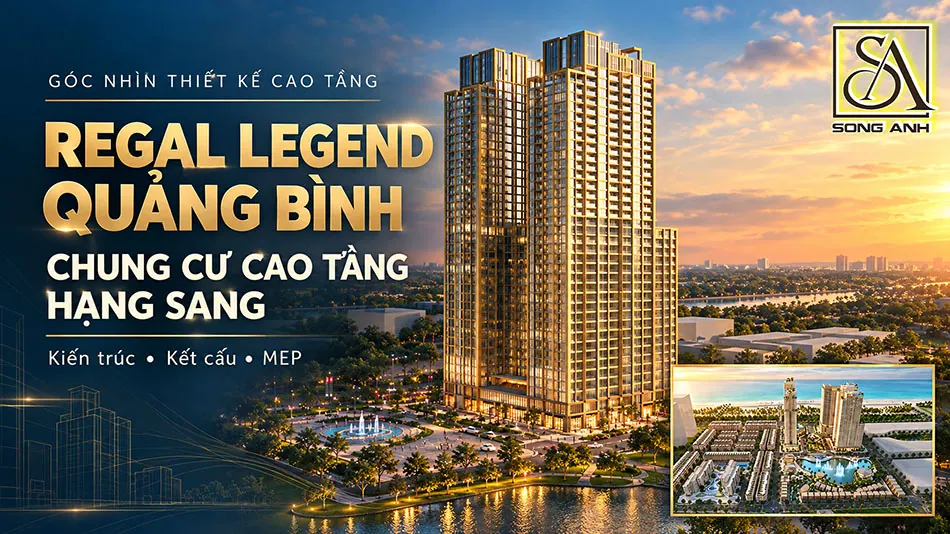 GÓC NHÌN THIẾT KẾ CAO TẦNG
REGAL LEGEND
QUẢNG BÌNH
CHUNG CƯ CAO TẦNG
HẠNG SANG
Kiến trúc • Kết cấu • MEP
SA
SONG ANH